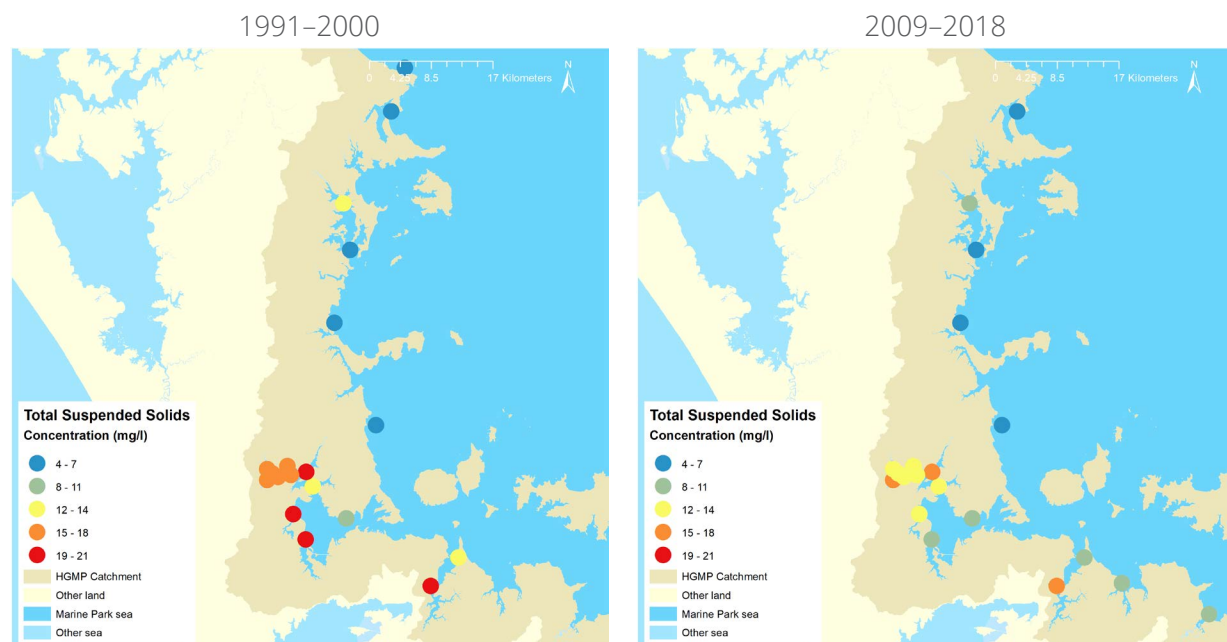 1991–2000
0 4.25 8.5 17 Kilometers
N
Total Suspended Solids
Concentration (mg/l)
4 - 7
8 - 11
12 - 14
15 - 18
19 - 21
HGMP Catchment
Other land
Marine Park sea
Other sea
2009–2018
0 4.25 8.5 17 Kilometers
N
Total Suspended Solids
Concentration (mg/l)
4 - 7
8 - 11
12 - 14
15 - 18
19 - 21
HGMP Catchment
Other land
Marine Park sea
Other sea